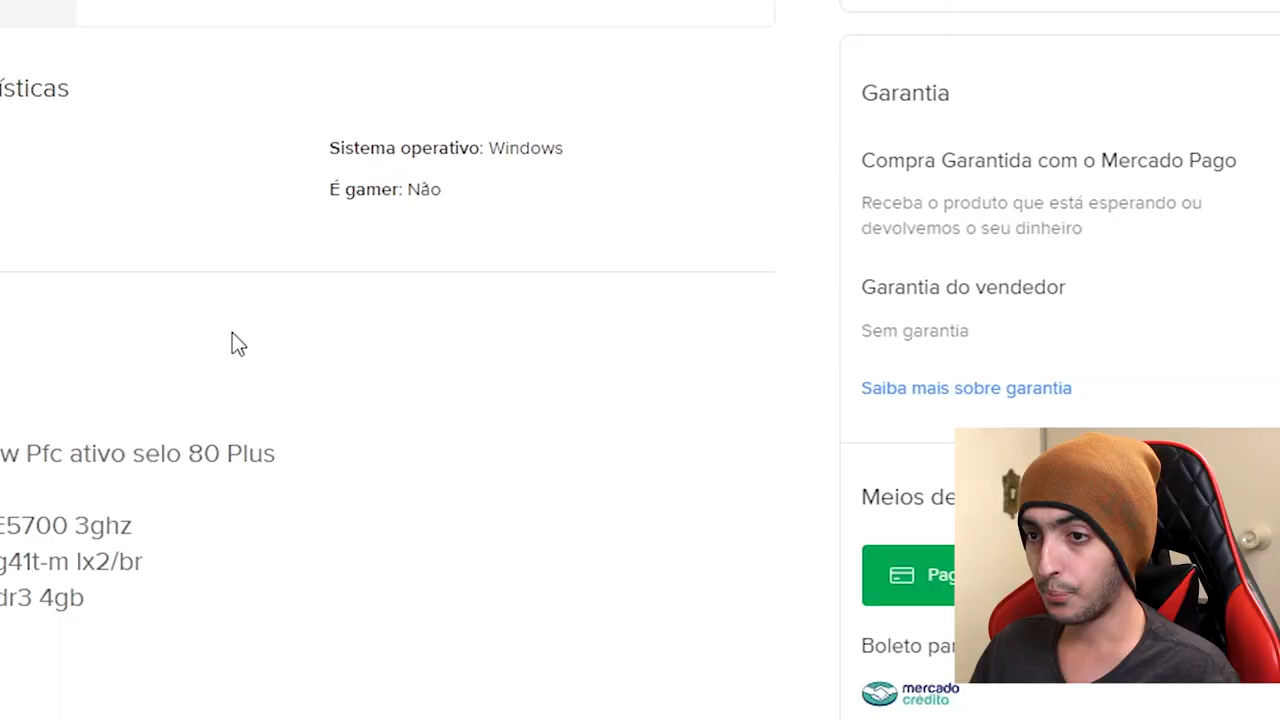 ísticas
Sistema operativo: Windows
É gamer: Não
w Pfc ativo selo 80 Plus
E5700 3ghz
g41t-m lx2/br
dr3 4gb
Garantia
Compra Garantida com o Mercado Pago
Receba o produto que está esperando ou
devolvemos o seu dinheiro
Garantia do vendedor
Sem garantia
Saiba mais sobre garantia
Meios de
Pag
Boleto par
mercado
credito